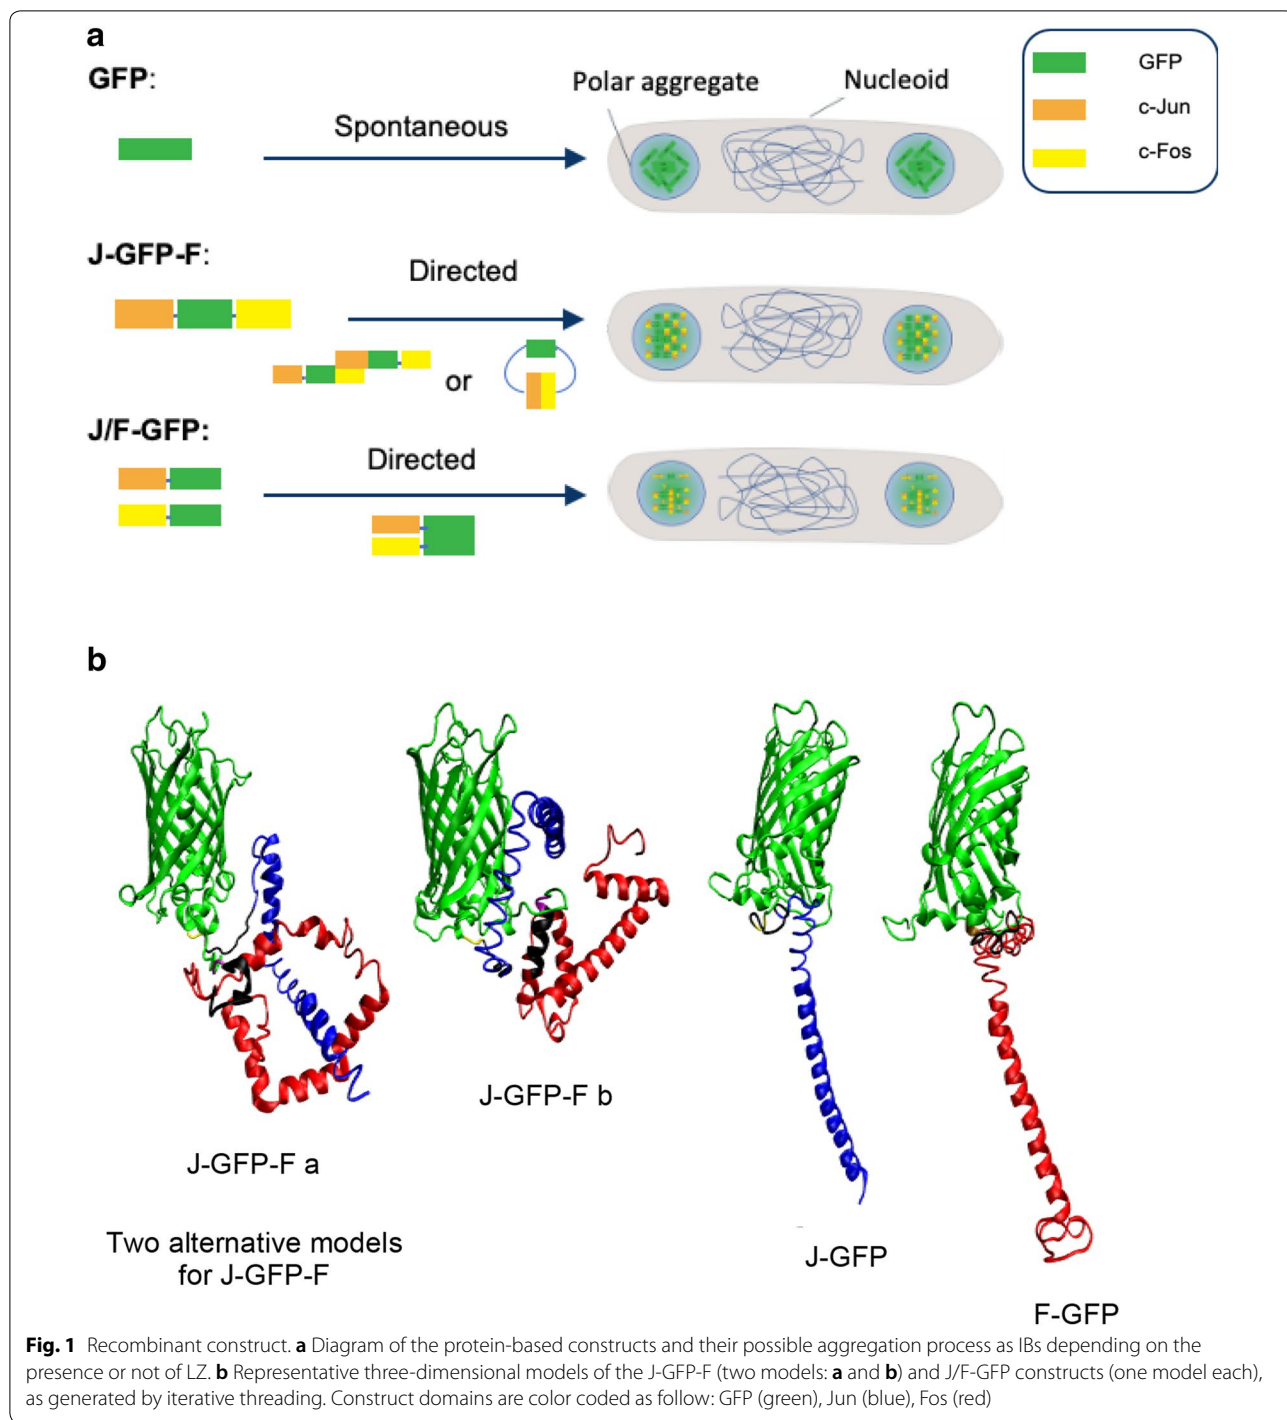 a
GFP:
Spontaneous
Polar aggregate
Nucleoid
GFP
c-Jun
c-Fos
J-GFP-F:
Directed
or
J/F-GFP:
Directed
b
J-GFP-F a
J-GFP-F b
J-GFP
F-GFP
Two alternative models
for J-GFP-F
Fig. 1 Recombinant construct. a Diagram of the protein-based constructs and their possible aggregation process as IBs depending on the
presence or not of LZ. b Representative three-dimensional models of the J-GFP-F (two models: a and b) and J/F-GFP constructs (one model each),
as generated by iterative threading. Construct domains are color coded as follow: GFP (green), Jun (blue), Fos (red)